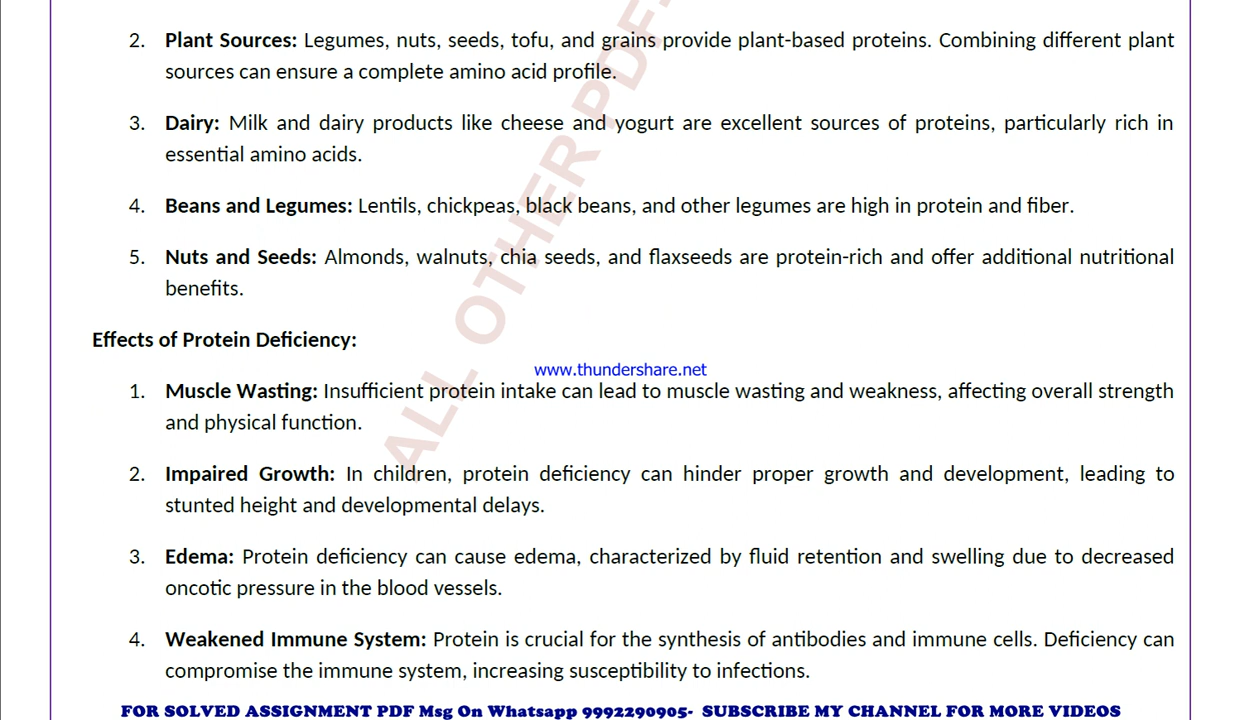 2. Plant Sources: Legumes, nuts, seeds, tofu, and grains provide plant-based proteins. Combining different plant
sources can ensure a complete amino acid profile.
3. Dairy: Milk and dairy products like cheese and yogurt are excellent sources of proteins, particularly rich in
essential amino acids.
4. Beans and Legumes: Lentils, chickpeas, black beans, and other legumes are high in protein and fiber.
5. Nuts and Seeds: Almonds, walnuts, chia seeds, and flaxseeds are protein-rich and offer additional nutritional
benefits.
Effects of Protein Deficiency:
www.thundershare.net
1. Muscle Wasting: Insufficient protein intake can lead to muscle wasting and weakness, affecting overall strength
and physical function.
2. Impaired Growth: In children, protein deficiency can hinder proper growth and development, leading to
stunted height and developmental delays.
3. Edema: Protein deficiency can cause edema, characterized by fluid retention and swelling due to decreased
oncotic pressure in the blood vessels.
4. Weakened Immune System: Protein is crucial for the synthesis of antibodies and immune cells. Deficiency can
compromise the immune system, increasing susceptibility to infections.
ALL OTHER PDF
FOR SOLVED ASSIGNMENT PDF Msg On Whatsapp 9992290905- SUBSCRIBE MY CHANNEL FOR MORE VIDEOS